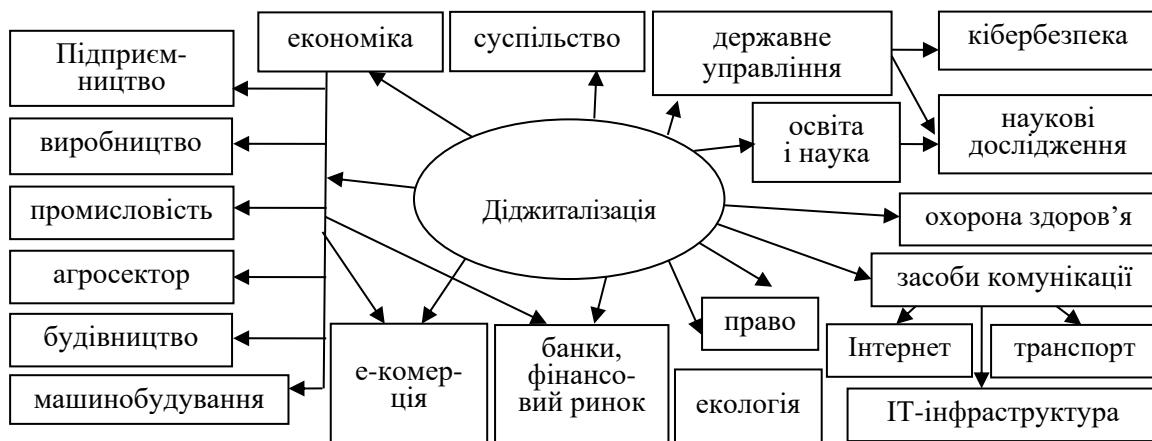 економіка
суспільство
державне
управління
кібербезпека
Підприєм-
ництво
виробництво
освіта
і наука
наукові
дослідження
промисловість
Діджиталізація
охорона здоров’я
агросектор
засоби комунікації
будівництво
е-комер-
ція
банки,
фінансо-
вий ринок
право
екологія
Інтернет
транспорт
машинобудування
ІТ-інфраструктура